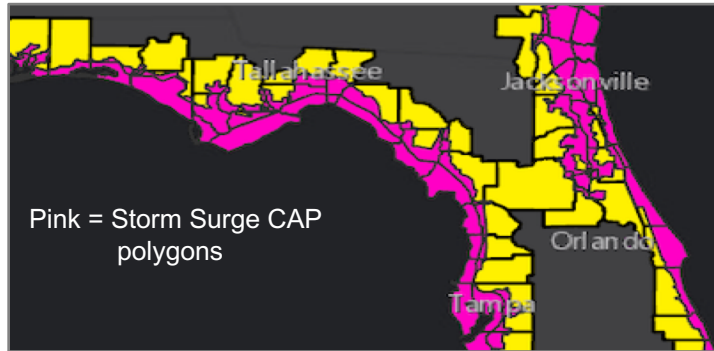 Tallahassee
Jacksonville
Pink = Storm Surge CAP
polygons
Orlando
Tampa